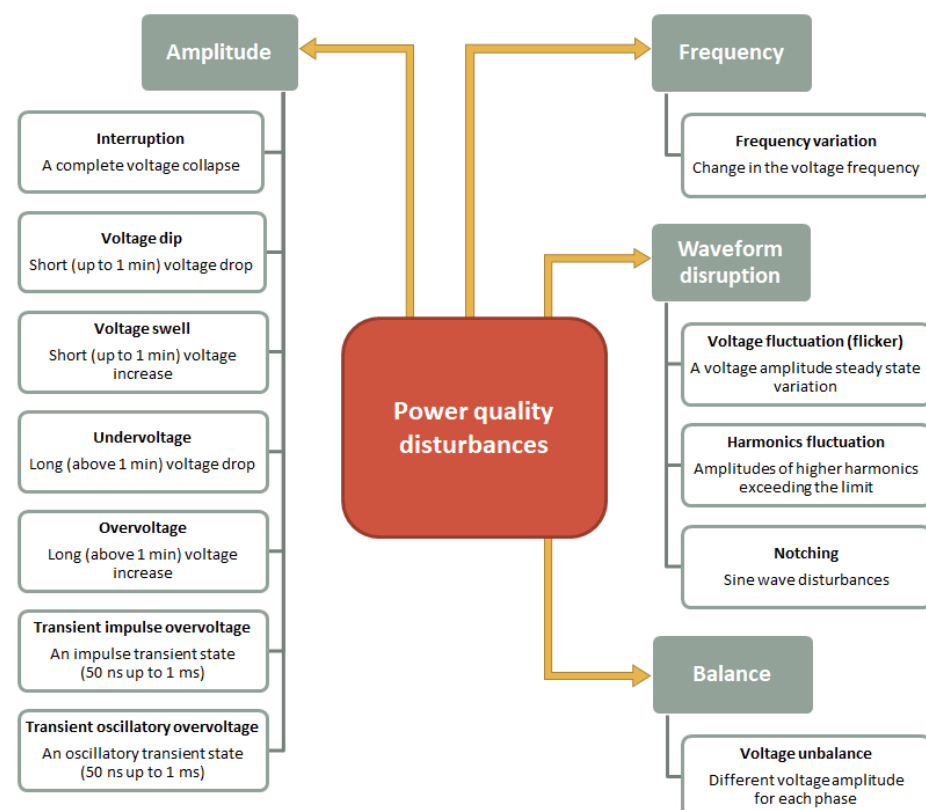 Amplitude
Interruption
A complete voltage collapse
Voltage dip
Short (up to 1 min) voltage drop
Voltage swell
Short (up to 1 min) voltage
increase
Undervoltage
Long (above 1 min) voltage drop
Overvoltage
Long (above 1 min) voltage
increase
Transient impulse overvoltage
An impulse transient state
(50 ns up to 1 ms)
Transient oscillatory overvoltage
An oscillatory transient state
(50 ns up to 1 ms)
Power quality
disturbances
Frequency
Frequency variation
Change in the voltage frequency
Waveform
disruption
Voltage fluctuation (flicker)
A voltage amplitude steady state
variation
Harmonics fluctuation
Amplitudes of higher harmonics
exceeding the limit
Notching
Sine wave disturbances
Balance
Voltage unbalance
Different voltage amplitude
for each phase